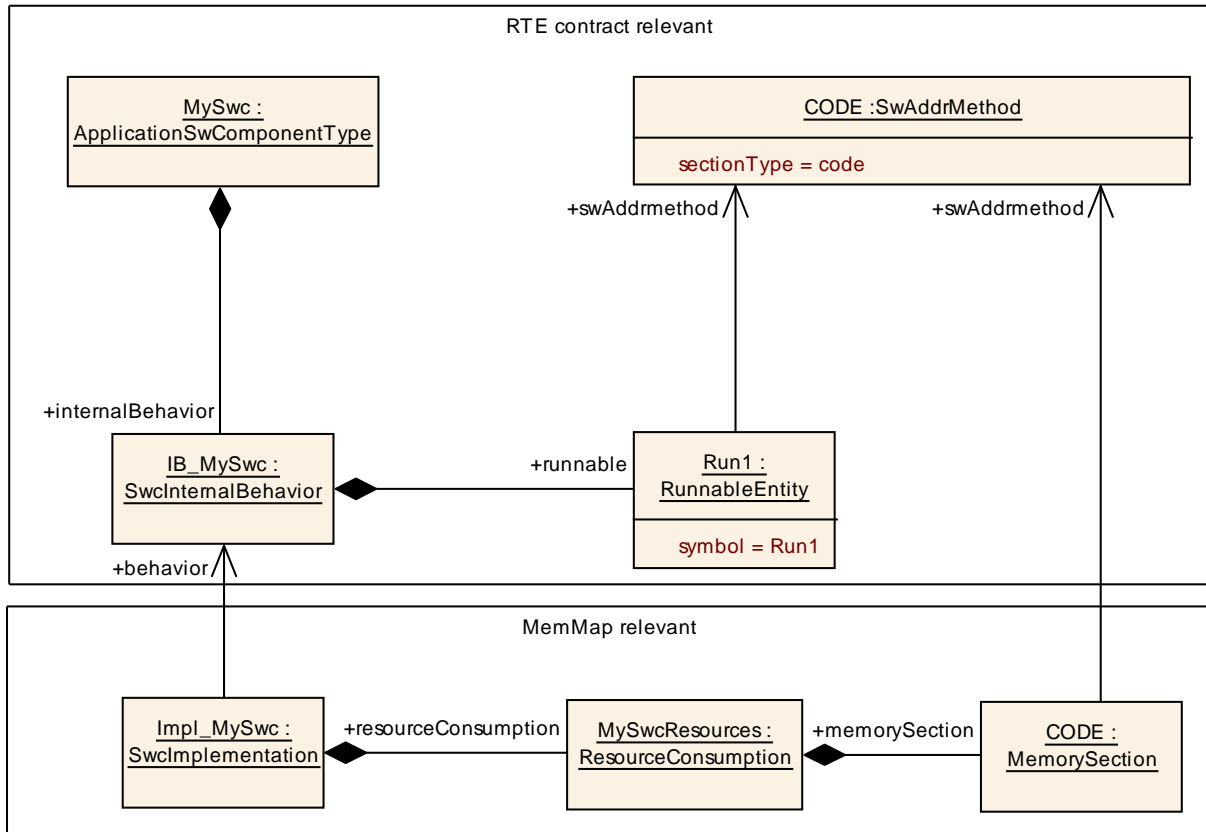 RTE contract relevant
MySwc :
ApplicationSwComponentType
CODE :SwAddrMethod
sectionType = code
+swAddrmethod
+swAddrmethod
+internalBehavior
IB_MySwc :
SwcInternalBehavior
+runnable
Run1 :
RunnableEntity
symbol = Run1
+behavior
MemMap relevant
Impl_MySwc :
SwcImplementation
+resourceConsumption
MySwcResources :
ResourceConsumption
+memorySection
CODE :
MemorySection